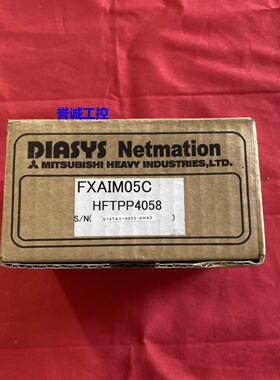 誉诚工控
DIASYS Netmation
MITSUBISHI HEAVY INDUSTRIES,LTD.
FXAIM05C
HFTPP4058
S/N( )